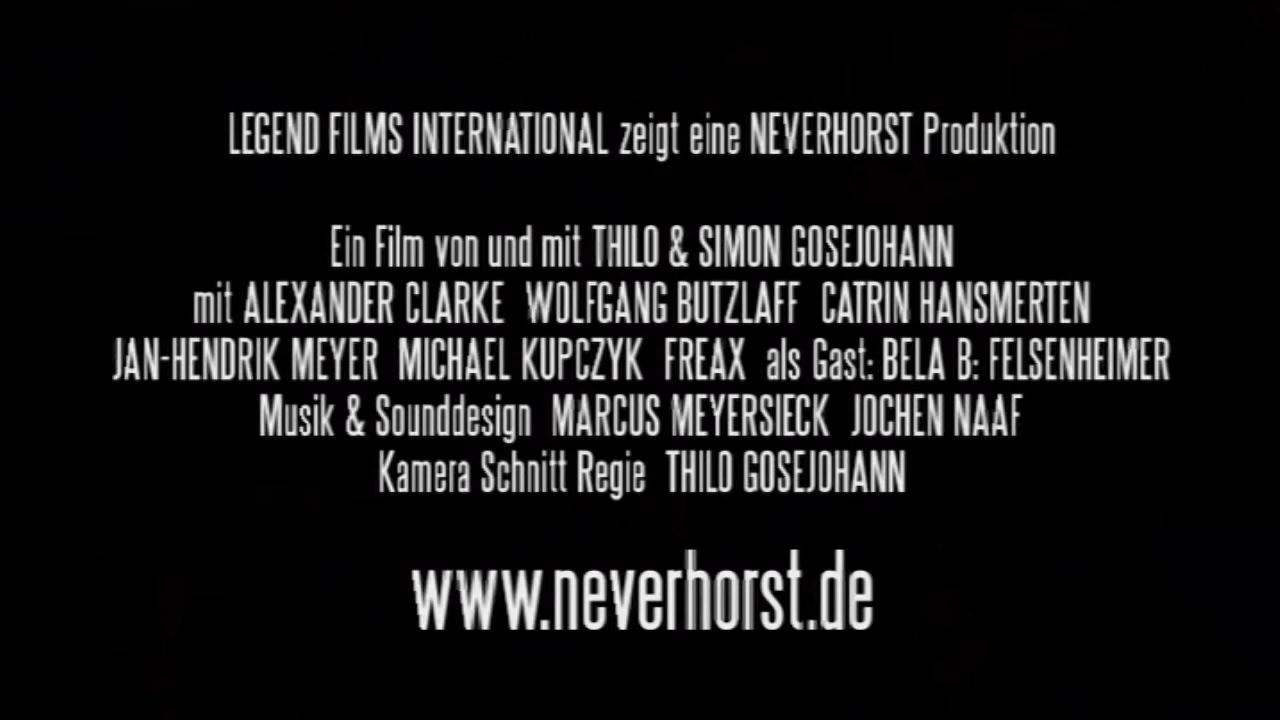 LEGEND FILMS INTERNATIONAL zeigt eine NEVERHORST Produktion
Ein Film von und mit THILO & SIMON GOSEJOHANN
mit ALEXANDER CLARKE WOLFGANG BUTZLAFF CATRIN HANSMERTEN
JAN-HENDRIK MEYER MICHAEL KUPCZYK FREAX als Gast: BELA B: FELSENHEIMER
Musik & Sounddesign MARCUS MEYERSIECK JOCHEN NAAF
Kamera Schnitt Regie THILO GOSEJOHANN
www.neverhorst.de